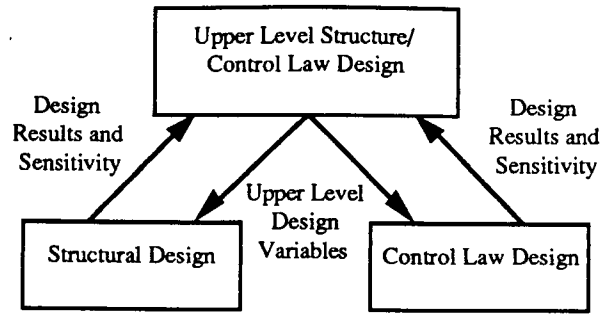 Upper Level Structure/
Control Law Design
Design
Results and
Sensitivity
Design
Results and
Sensitivity
Upper Level
Design
Variables
Structural Design
Control Law Design